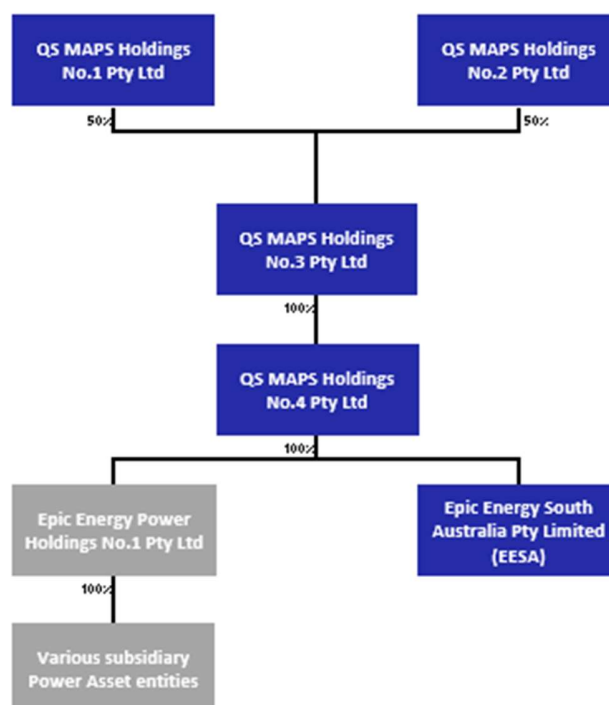 QS MAPS Holdings
No.1 Pty Ltd
QS MAPS Holdings
No.2 Pty Ltd
50%
50%
QS MAPS Holdings
No.3 Pty Ltd
100%
QS MAPS Holdings
No.4 Pty Ltd
100%
Epic Energy Power
Holdings No.1 Pty Ltd
Epic Energy South
Australia Pty Limited
(EESA)
100%
Various subsidiary
Power Asset entities